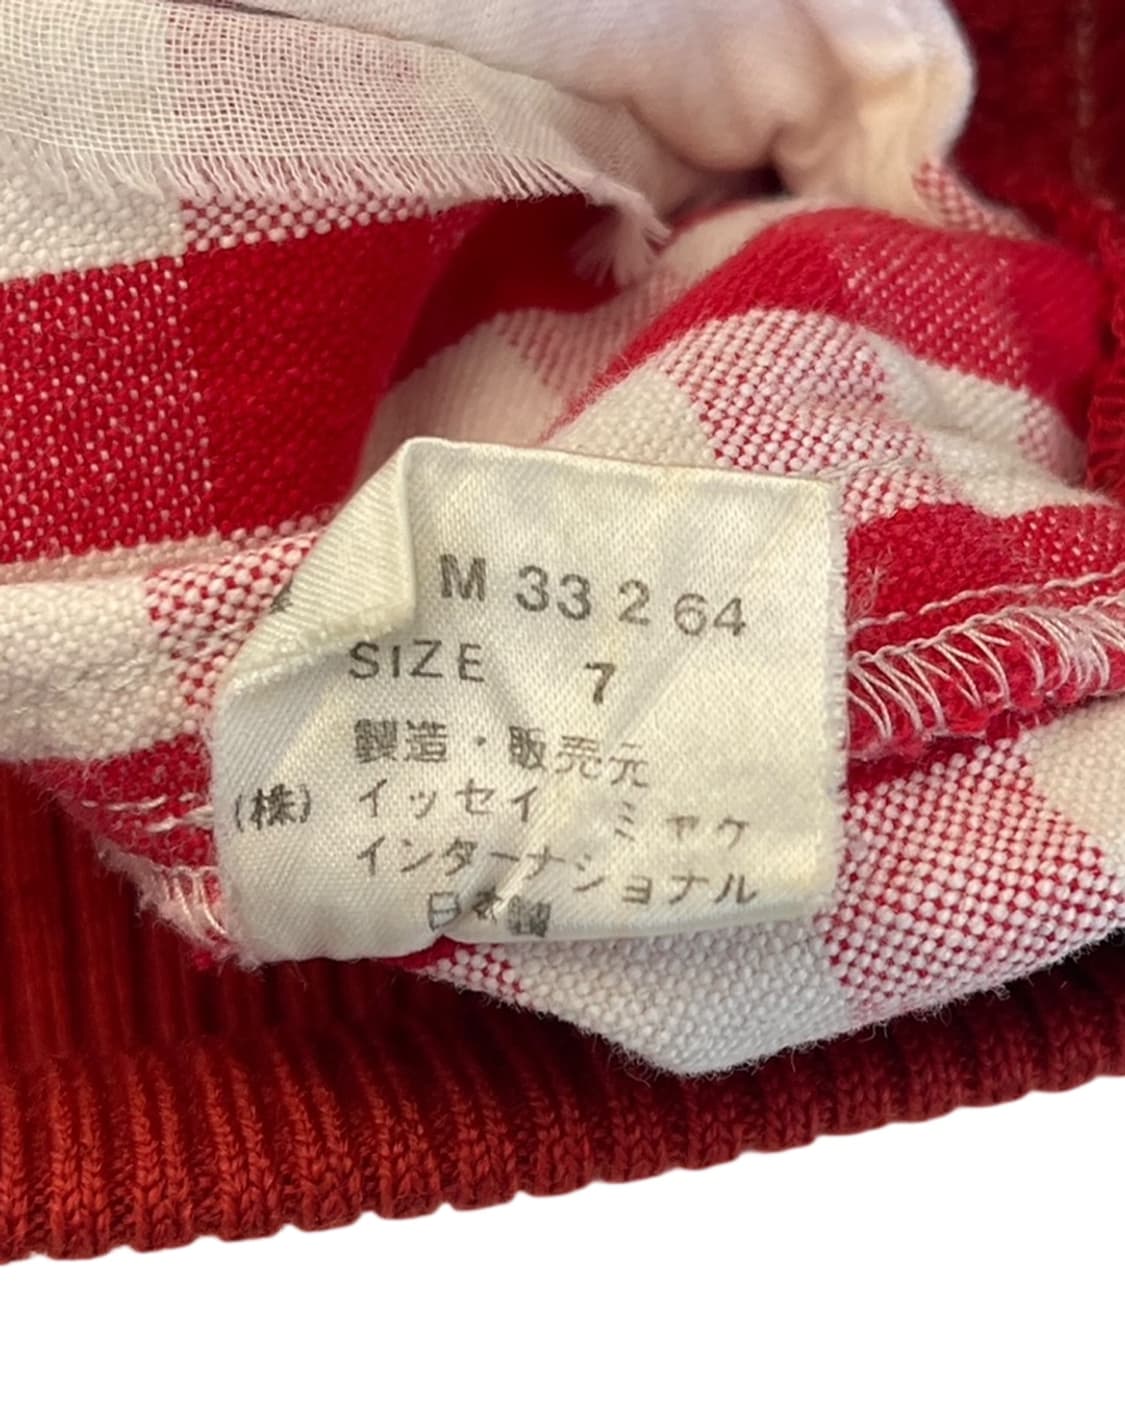 M 33 2 64
SIZE 7
製造・販売元
(株) イッセイ ミヤケ
インターナショナル
日本製